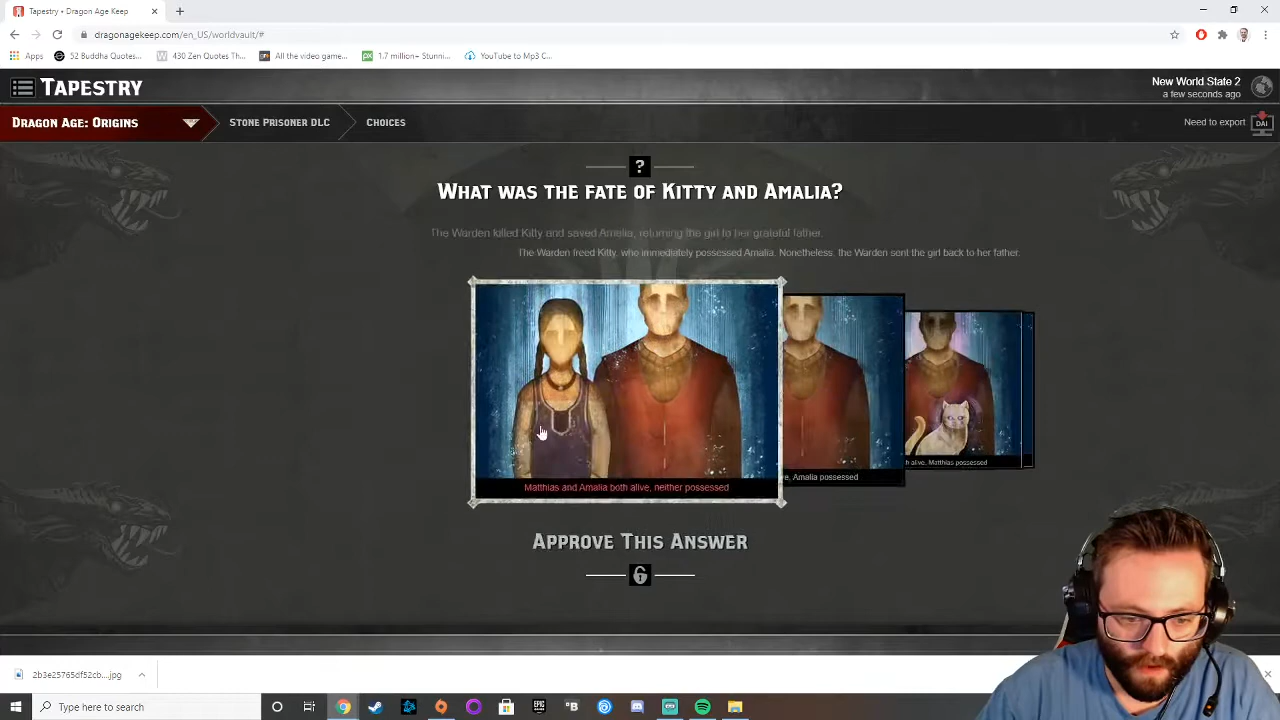 Tapestry • Dragon Age Keep
dragonagekeep.com/en_US/worldvault/#
Apps
52 Buddha Quotes...
430 Zen Quotes Th...
All the video game...
1.7 million+ Stunni...
YouTube to Mp3 C...
TAPESTRY
New World State 2
a few seconds ago
DRAGON AGE: ORIGINS
STONE PRISONER DLC
CHOICES
Need to export
DAI
?
WHAT WAS THE FATE OF KITTY AND AMALIA?
The Warden killed Kitty and saved Amalia, returning the girl to her grateful father.
The Warden freed Kitty, who immediately possessed Amalia. Nonetheless, the Warden sent the girl back to her father.
h alive, Matthias possessed
e, Amalia possessed
Matthias and Amalia both alive, neither possessed
APPROVE THIS ANSWER
2b3e25765df52cb...jpg
Type here to search
EPIC
B